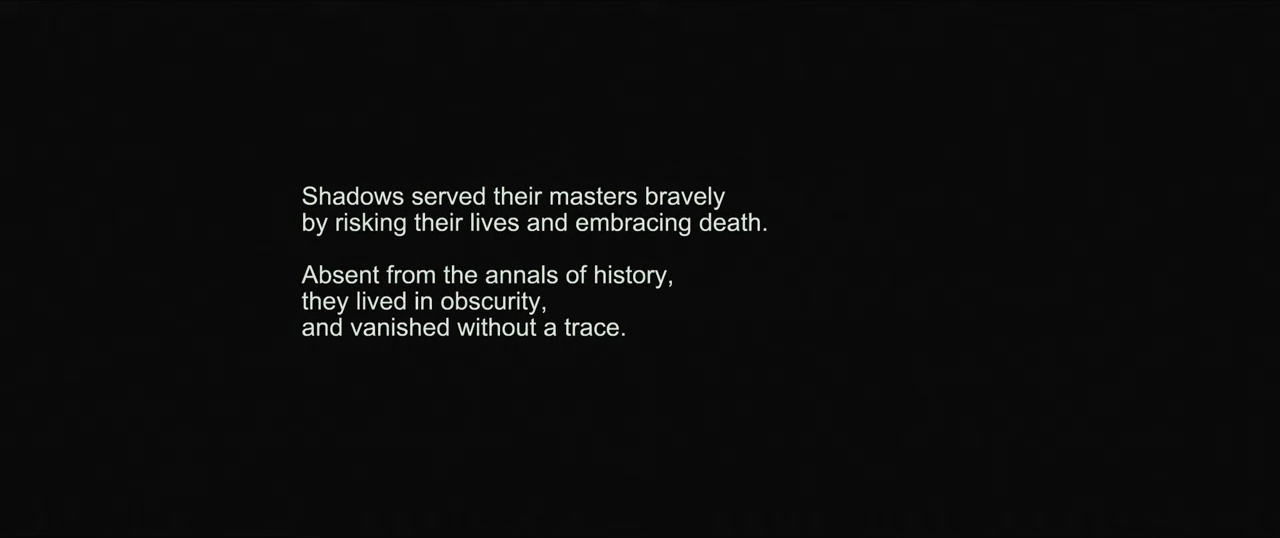 Shadows served their masters bravely
by risking their lives and embracing death.
Absent from the annals of history,
they lived in obscurity,
and vanished without a trace.